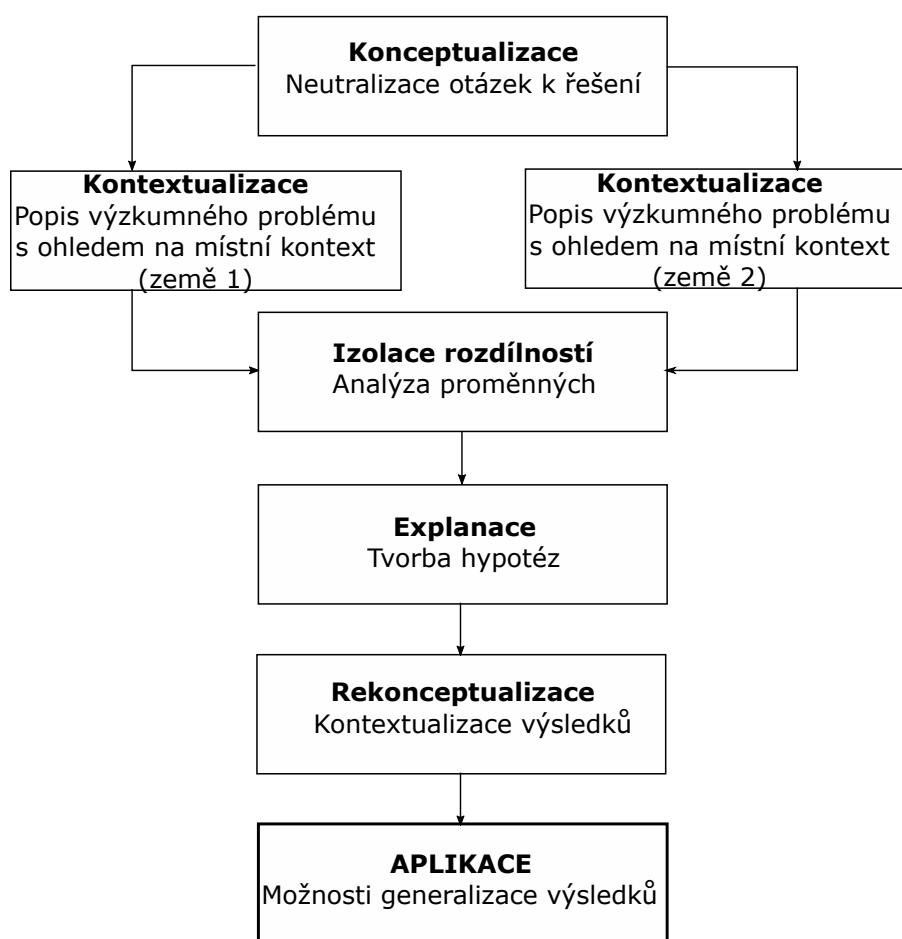 Konceptualizace
Neutralizace otázek k řešení
Kontextualizace
Popis výzkumného problému
s ohledem na místní kontext
(země 1)
Kontextualizace
Popis výzkumného problému
s ohledem na místní kontext
(země 2)
Izolace rozdílností
Analýza proměnných
Explanace
Tvorba hypotéz
Rekonceptualizace
Kontextualizace výsledků
APLIKACE
Možnosti generalizace výsledků